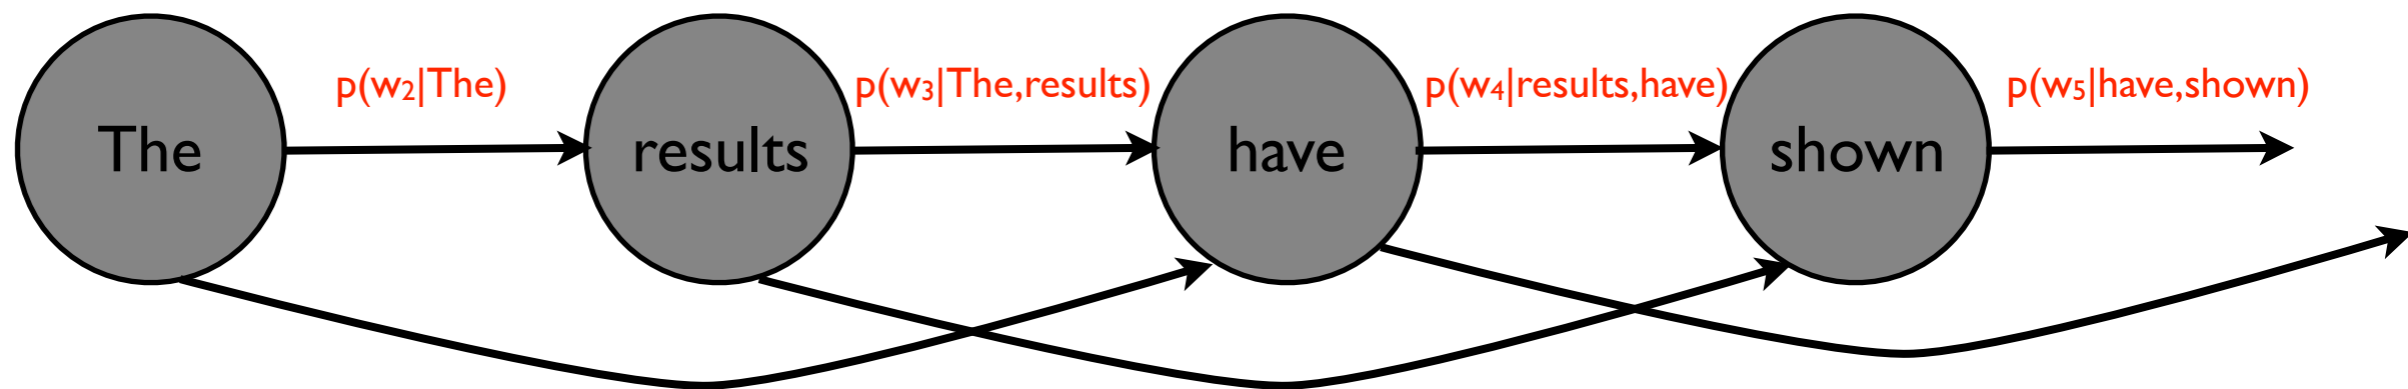 p(w₂|The) p(w₃|The,results) p(w₄|results,have) p(w₅|have,shown)
The results have shown